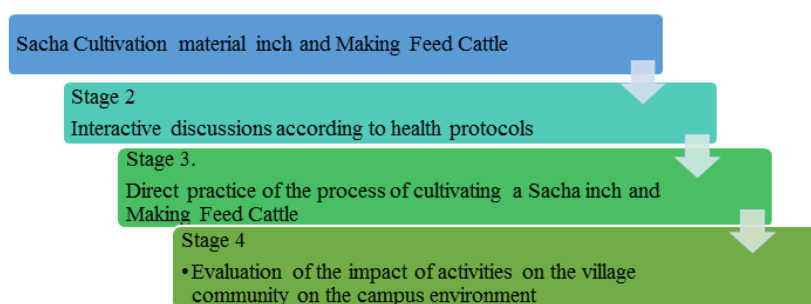 Sacha Cultivation material inch and Making Feed Cattle
Stage 2
Interactive discussions according to health protocols
Stage 3.
Direct practice of the process of cultivating a Sacha inch and
Making Feed Cattle
Stage 4
•Evaluation of the impact of activities on the village
community on the campus environment